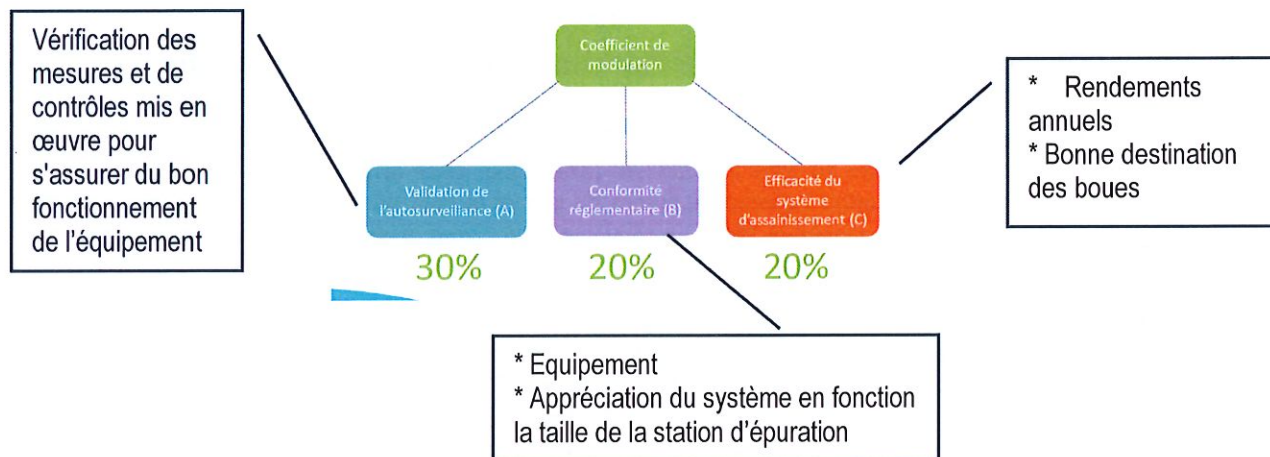 Vérification des
mesures et de
contrôles mis en
œuvre pour
s'assurer du bon
fonctionnement
de l'équipement
Coefficient de
modulation
* Rendements
annuels
* Bonne destination
des boues
Validation de
l'autosurveillance (A)
30%
Conformité
réglementaire (B)
20%
Efficacité du
système
d'assainissement (C)
20%
* Equipement
* Appréciation du système en fonction
la taille de la station d'épuration